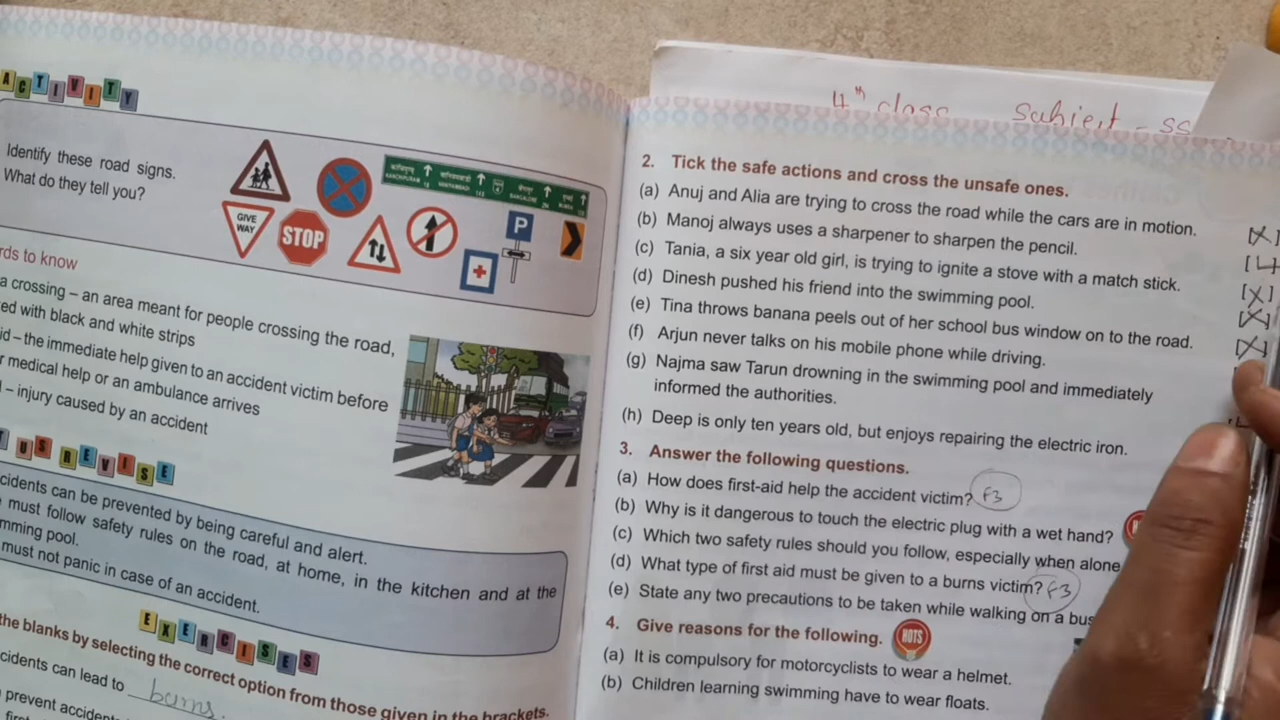 ACTIVITY
Identify these road signs.
What do they tell you?
GIVE
WAY
STOP
P
rds to know
a crossing – an area meant for people crossing the road,
ed with black and white strips
id – the immediate help given to an accident victim before
r medical help or an ambulance arrives
l – injury caused by an accident
T US REVISE
cidents can be prevented by being careful and alert.
must follow safety rules on the road, at home, in the kitchen and at the
mming pool.
must not panic in case of an accident.
EXERCISES
the blanks by selecting the correct option from those given in the brackets.
cidents can lead to burns.
prevent accidents
4th class Subject - SS
2. Tick the safe actions and cross the unsafe ones.
(a) Anuj and Alia are trying to cross the road while the cars are in motion. [X]
(b) Manoj always uses a sharpener to sharpen the pencil.
(c) Tania, a six year old girl, is trying to ignite a stove with a match stick. [X]
(d) Dinesh pushed his friend into the swimming pool. [X]
(e) Tina throws banana peels out of her school bus window on to the road. [X]
(f) Arjun never talks on his mobile phone while driving.
(g) Najma saw Tarun drowning in the swimming pool and immediately
informed the authorities.
(h) Deep is only ten years old, but enjoys repairing the electric iron.
3. Answer the following questions.
(a) How does first-aid help the accident victim? F3
(b) Why is it dangerous to touch the electric plug with a wet hand?
(c) Which two safety rules should you follow, especially when alone
(d) What type of first aid must be given to a burns victim? F3
(e) State any two precautions to be taken while walking on a bus
4. Give reasons for the following. HOTS
(a) It is compulsory for motorcyclists to wear a helmet.
(b) Children learning swimming have to wear floats.